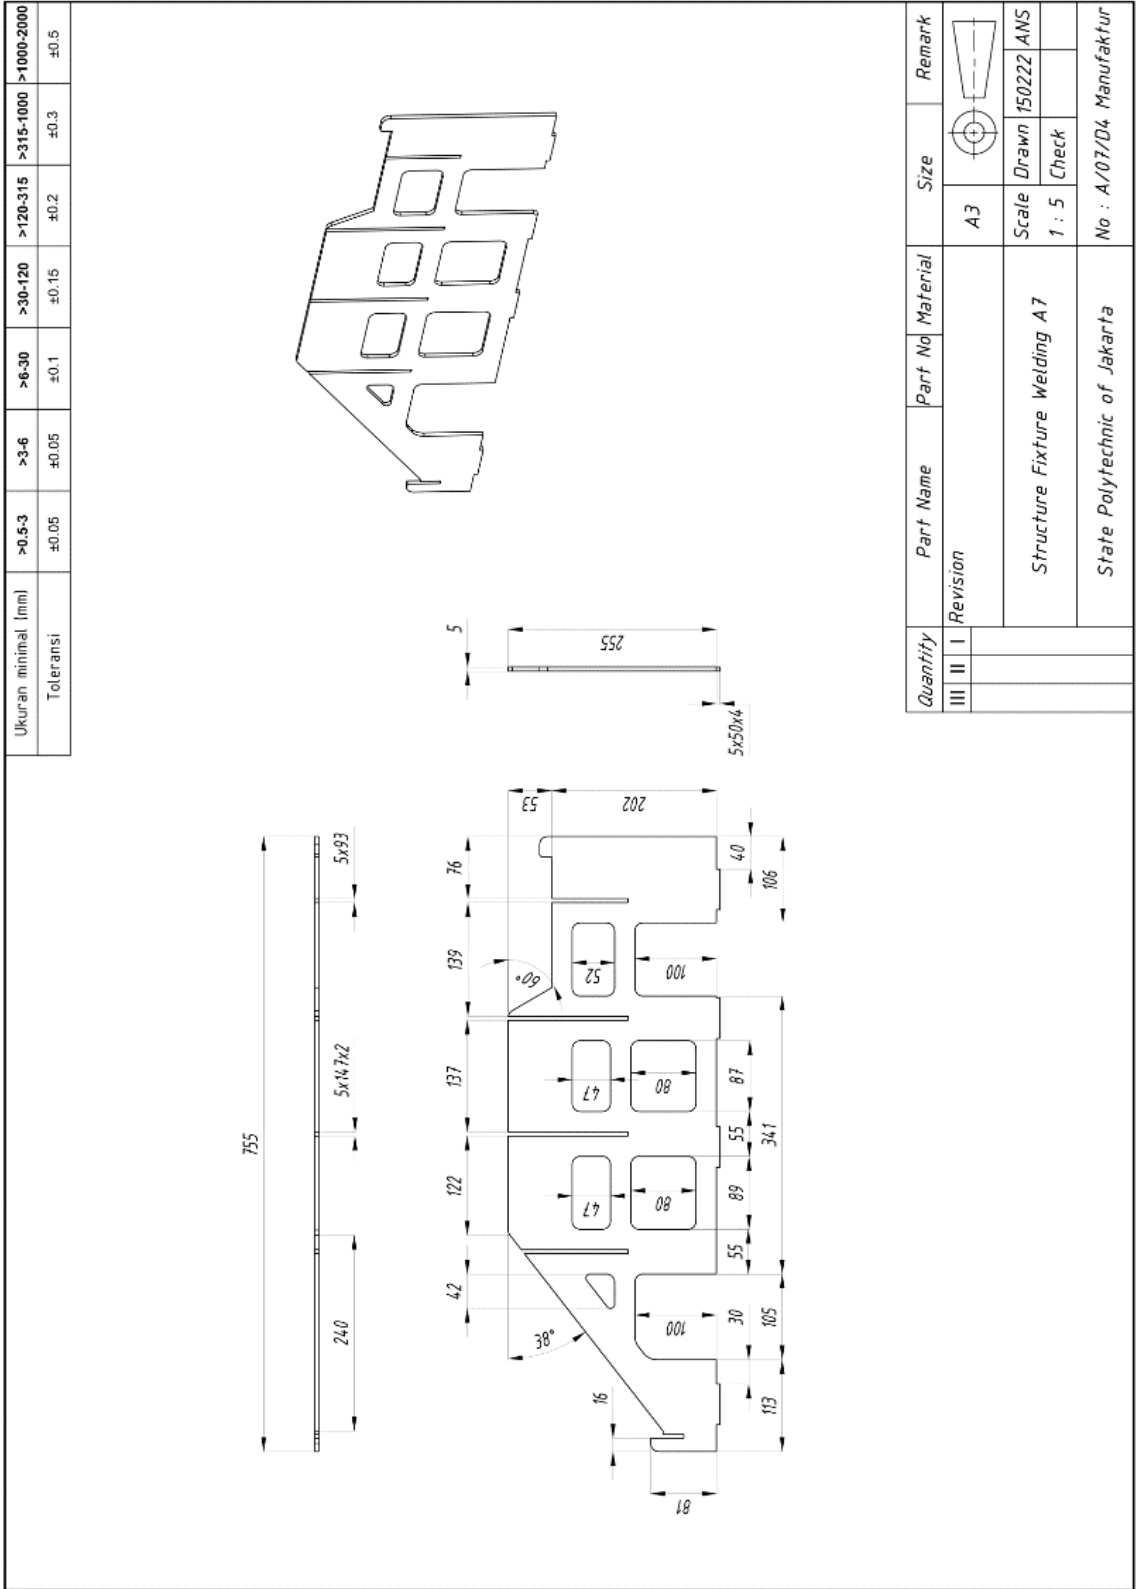 Ukuran minimal (mm) >0.5-3 >3-6 >6-30 >30-120 >120-315 >315-1000 >1000-2000
Toleransi ±0.05 ±0.05 ±0.1 ±0.15 ±0.2 ±0.3 ±0.5
755
240
5x147x2
5x93
42
122
137
139
76
53
202
16
38°
60°
47
47
52
80
80
100
100
81
30
55
89
55
87
40
113
105
341
106
5
255
5x50x4
Quantity Part Name Part No Material Size Remark
III II I Revision A3
Structure Fixture Welding A7
Scale
1 : 5
Drawn 150222 ANS
Check
State Polytechnic of Jakarta
No : A/07/D4 Manufaktur